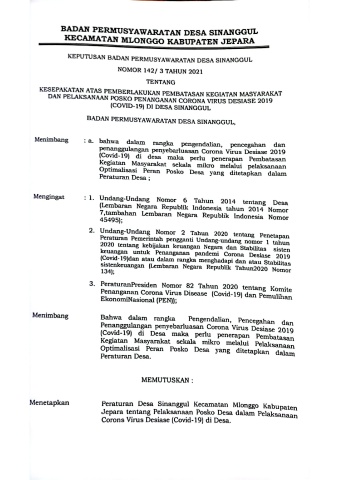 BADAN PERMUSYAWARATAN DESA SINANGGUL
KECAMATAN MLONGGO KABUPATEN JEPARA
KEPUTUSAN BADAN PERMUSYAWARATAN DESA SINANGGUL
NOMOR 142/ 3 TAHUN 2021
TENTANG
KESEPAKATAN ATAS PEMBERLAKUKAN PEMBATASAN KEGIATAN MASYARAKAT
DAN PELAKSANAAN POSKO PENANGANAN CORONA VIRUS DESIASE 2019
(COVID-19) DI DESA SINANGGUL
BADAN PERMUSYAWARATAN DESA SINANGGUL,
Menimbang : a. bahwa dalam rangka pengendalian, pencegahan dan
penanggulangan penyebarluasan Corona Virus Desiase 2019
(Covid-19) di desa maka perlu penerapan Pembatasan
Kegiatan Masyarakat sekala mikro melalui pelaksanaan
Optimalisasi Peran Posko Desa yang ditetapkan dalam
Peraturan Desa ;
Mengingat : 1. Undang-Undang Nomor 6 Tahun 2014 tentang Desa
(Lembaran Negara Republik Indonesia tahun 2014 Nomor
7,tambahan Lembaran Negara Republik Indonesia Nomor
45495);
2. Undang-Undang Nomor 2 Tahun 2020 tentang Penetapan
Peraturan Pemerintah pengganti Undang-undang nomor 1 tahun
2020 tentang kebijakan keuangan Negara dan Stabilitas sisten
keuangan untuk Penanganan pandemi Corona Desiase 2019
(Covid-19)dan atau dalam rangka menghadapi dan atau Stabilitas
sistenkeuangan (Lembaran Negara Republik Tahun2020 Nomor
134);
3. PeraturanPresiden Nomor 82 Tahun 2020 tentang Komite
Penanganan Corona Virus Disease (Covid-19) dan Pemulihan
EkonomiNasional (PEN);
Menimbang Bahwa dalam rangka Pengendalian, Pencegahan dan
Penanggulangan penyebarluasan Corona Virus Desiase 2019
(Covid-19) di Desa maka perlu penerapan Pembatasan
Kegiatan Masyarakat sekala mikro melalui Pelaksanaan
Optimalisasi Peran Posko Desa yang ditetapkan dalam
Peraturan Desa.
MEMUTUSKAN :
Menetapkan Peraturan Desa Sinanggul Kecamatan Mlonggo Kabupaten
Jepara tentang Pelaksanaan Posko Desa dalam Pelaksanaan
Corons Virus Desiase (Covid-19) di Desa.